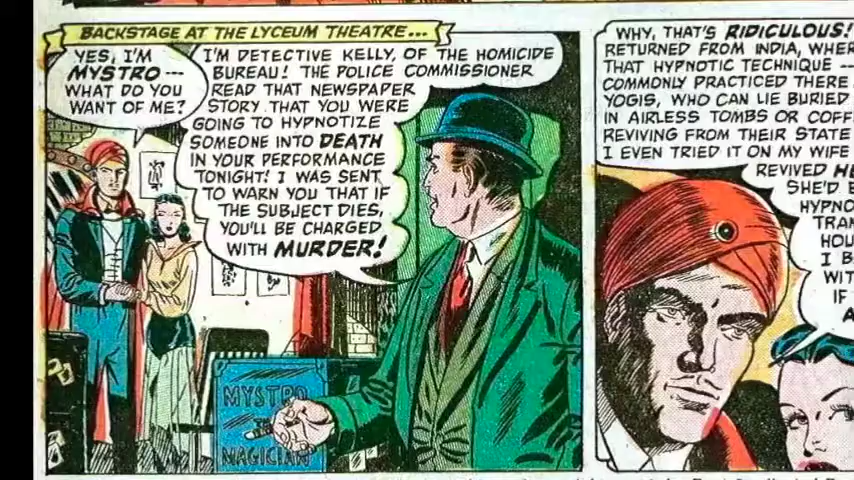 BACKSTAGE AT THE LYCEUM THEATRE...
YES, I'M
MYSTRO--
WHAT DO YOU
WANT OF ME?
I'M DETECTIVE KELLY, OF THE HOMICIDE
BUREAU! THE POLICE COMMISSIONER
READ THAT NEWSPAPER
STORY THAT YOU WERE
GOING TO HYPNOTIZE
SOMEONE INTO DEATH
IN YOUR PERFORMANCE
TONIGHT! I WAS SENT
TO WARN YOU THAT IF
THE SUBJECT DIES,
YOU'LL BE CHARGED
WITH MURDER!
MYSTRO
MAGICIAN
WHY, THAT'S RIDICULOUS!
RETURNED FROM INDIA,
THAT HYPNOTIC TECHNIQUE --
COMMONLY PRACTICED THERE
YOGIS, WHO CAN LIE BURIED
IN AIRLESS TOMBS OR
REVIVING FROM THEIR STATE
I EVEN TRIED IT ON MY WIFE
REVIVED
SHE'D
IF